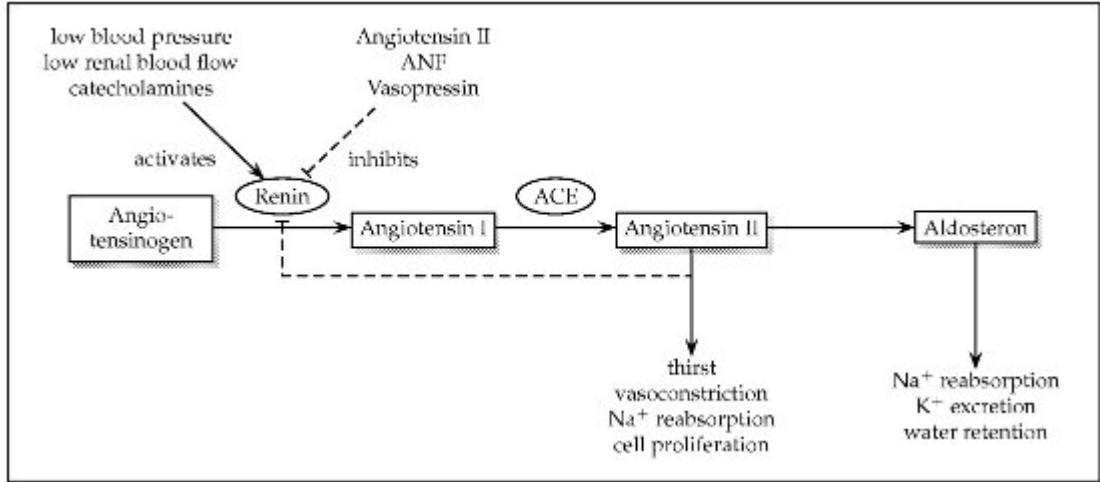 low blood pressure
low renal blood flow
catecholamines
Angiotensin II
ANF
Vasopressin
activates
inhibits
Renin
ACE
Angio-
tensinogen
Angiotensin I
Angiotensin II
Aldosteron
thirst
vasoconstriction
Na⁺ reabsorption
cell proliferation
Na⁺ reabsorption
K⁺ excretion
water retention